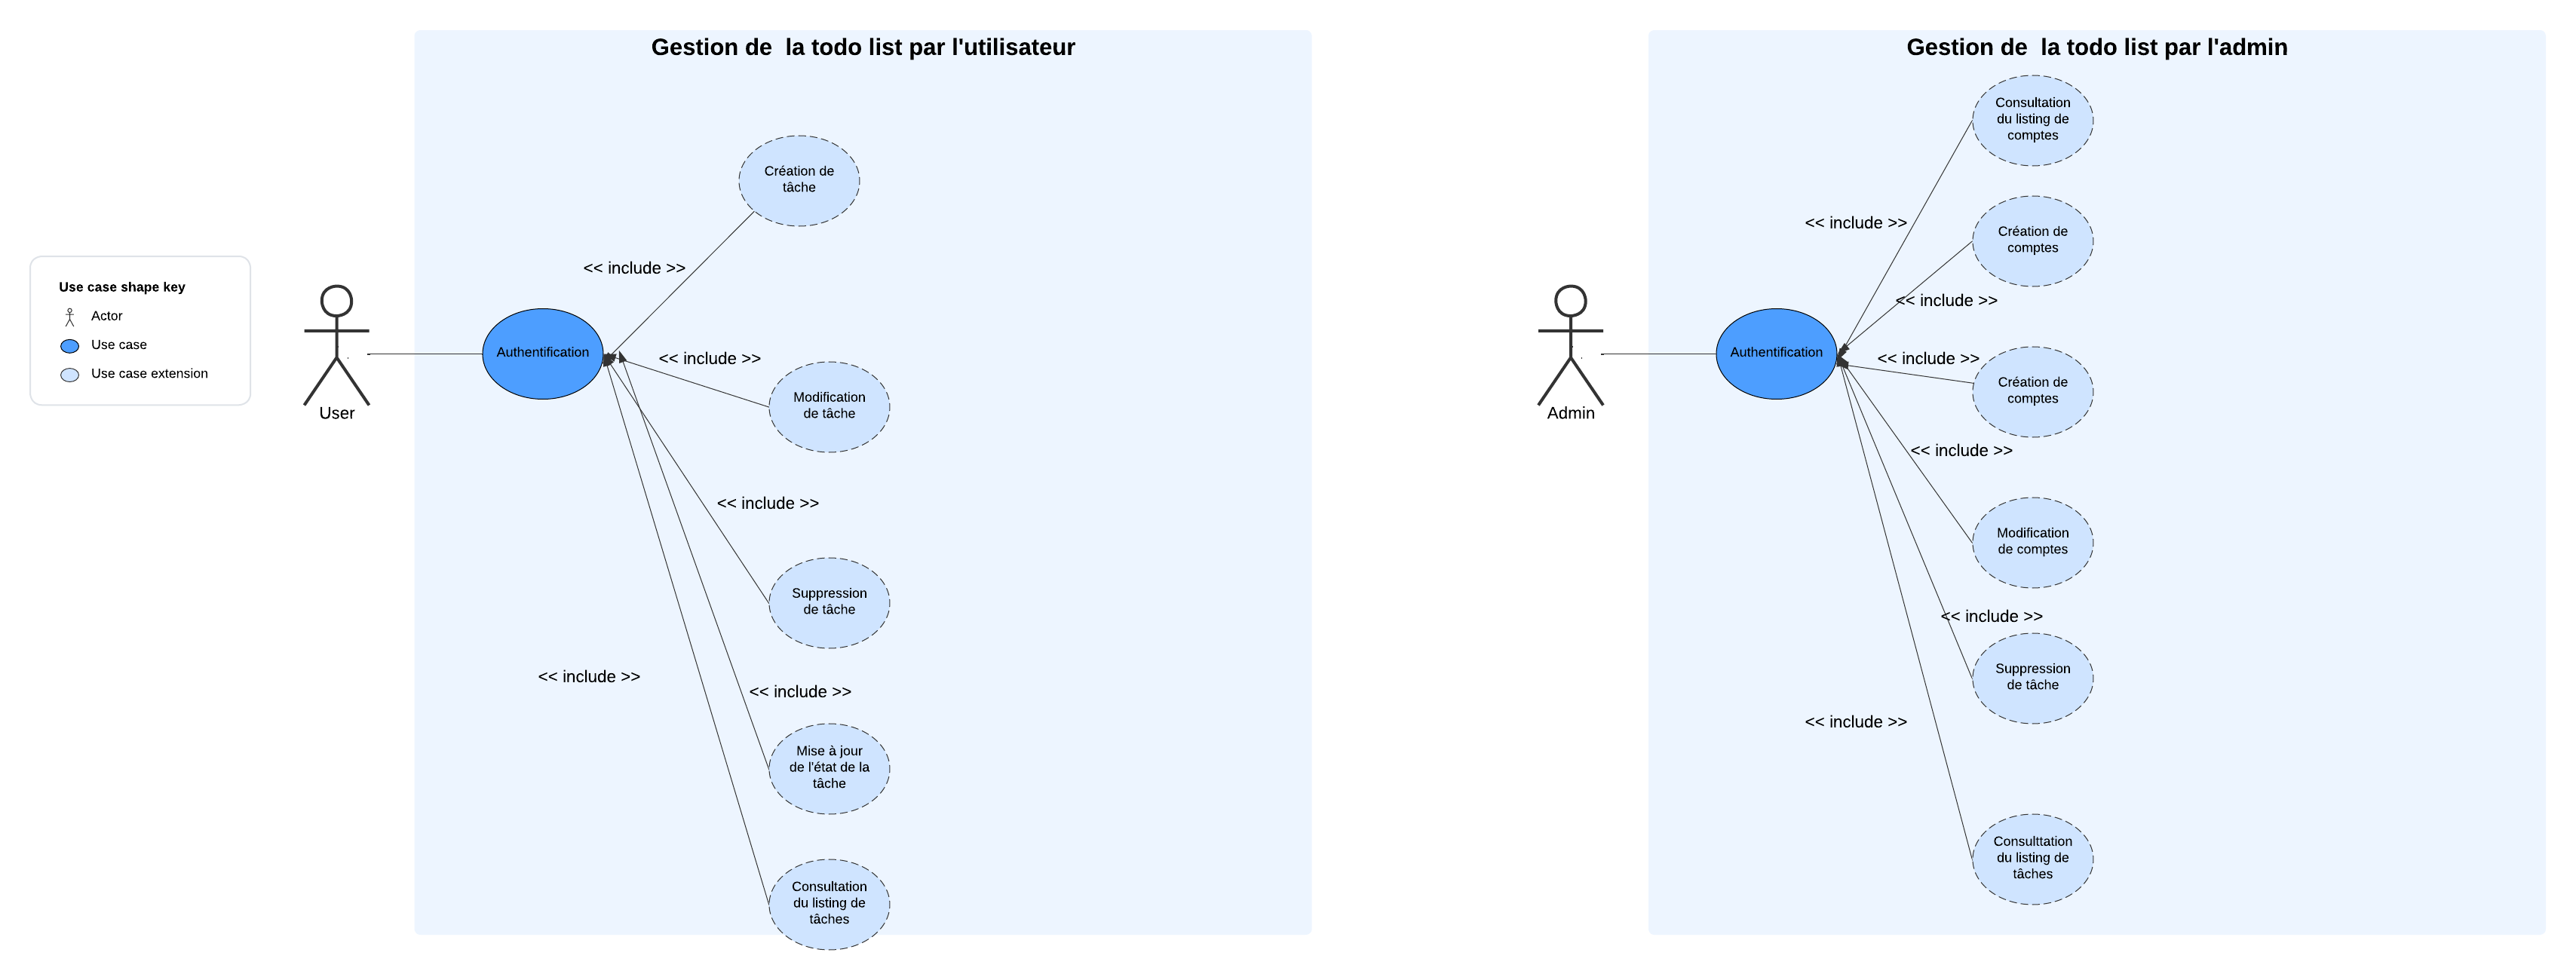 Gestion de  la todo list par l'utilisateur
Création de
tâche
<< include >>
Use case shape key
Actor
Use case
Use case extension
User
Authentification
<< include >>
Modification
de tâche
<< include >>
Suppression
de tâche
<< include >>
<< include >>
Mise à jour
de l'état de la
tâche
Consultation
du listing de
tâches
Gestion de  la todo list par l'admin
Consultation
du listing de
comptes
<< include >>
Création de
comptes
<< include >>
Admin
Authentification
<< include >>
Création de
comptes
<< include >>
Modification
de comptes
<< include >>
Suppression
de tâche
<< include >>
Consulttation
du listing de
tâches